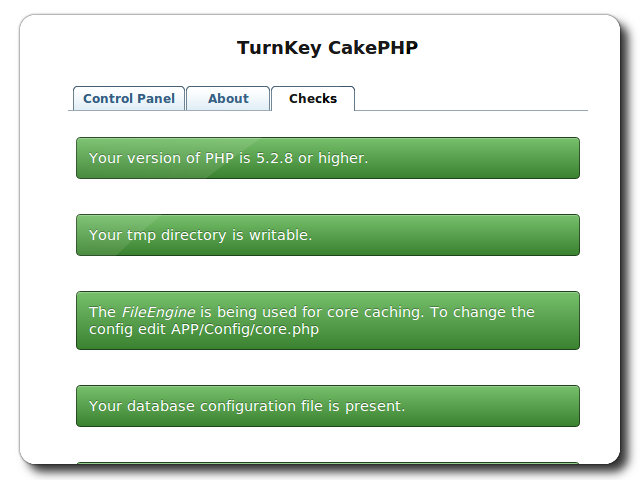 TurnKey CakePHP
Control Panel About Checks
Your version of PHP is 5.2.8 or higher.
Your tmp directory is writable.
The FileEngine is being used for core caching. To change the
config edit APP/Config/core.php
Your database configuration file is present.